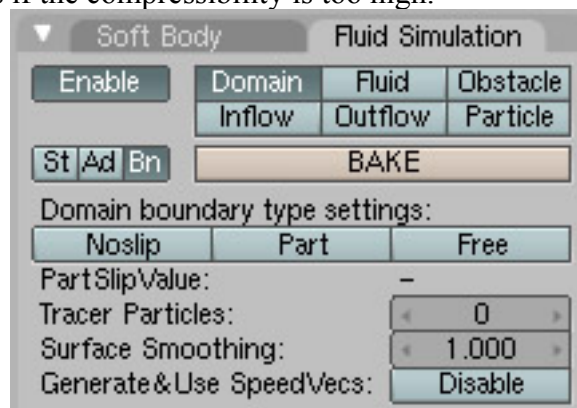 if the compressibility is too high.
Soft Body Fluid Simulation
Enable Domain Fluid Obstacle
Inflow Outflow Particle
St Ad Bn BAKE
Domain boundary type settings:
Noslip Part Free
PartSlipValue: –
Tracer Particles: 0
Surface Smoothing: 1.000
Generate&Use SpeedVecs: Disable